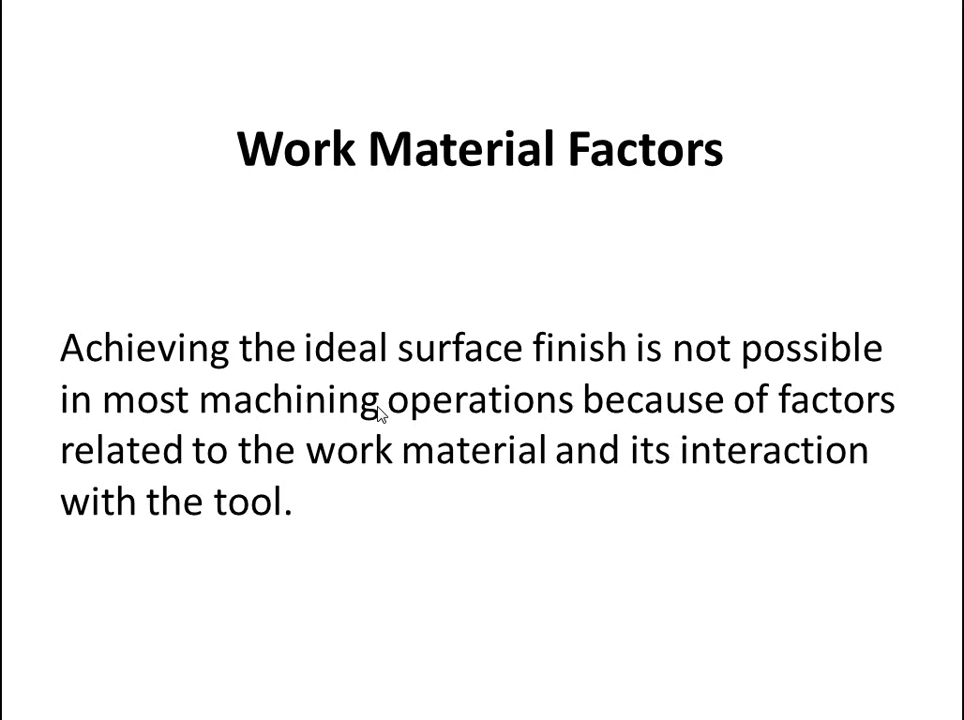 Work Material Factors
Achieving the ideal surface finish is not possible
in most machining operations because of factors
related to the work material and its interaction
with the tool.